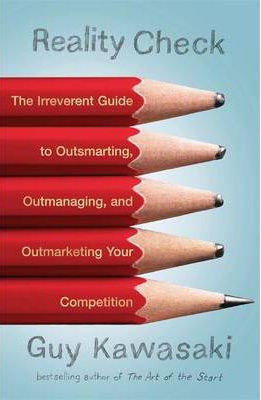 Reality Check
The Irreverent Guide
to Outsmarting,
Outmanaging, and
Outmarketing Your
Competition
Guy Kawasaki
bestselling author of The Art of the Start